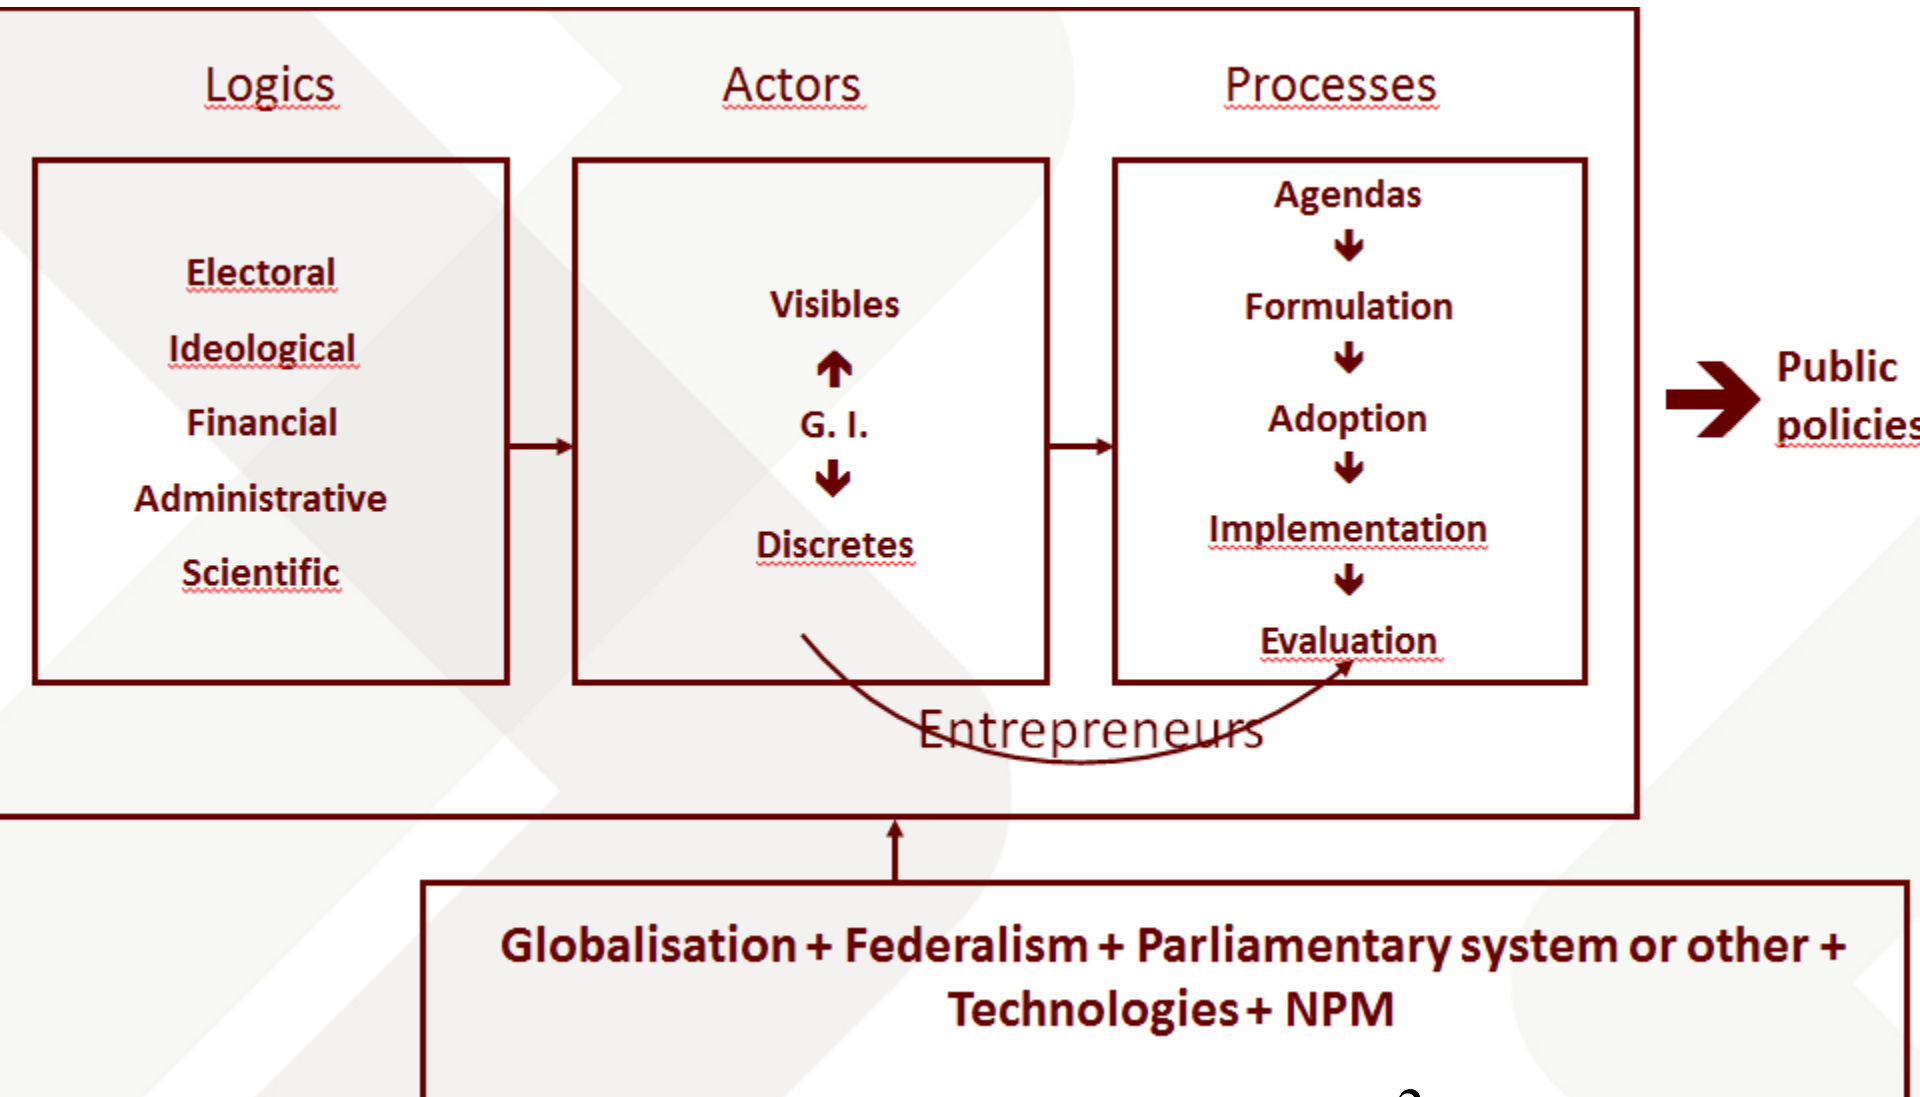 Logics
Actors
Processes
Electoral
Ideological
Financial
Administrative
Scientific
Visibles
G. I.
Discretes
Agendas
Formulation
Adoption
Implementation
Evaluation
Entrepreneurs
Public
policies
Globalisation + Federalism + Parliamentary system or other +
Technologies + NPM